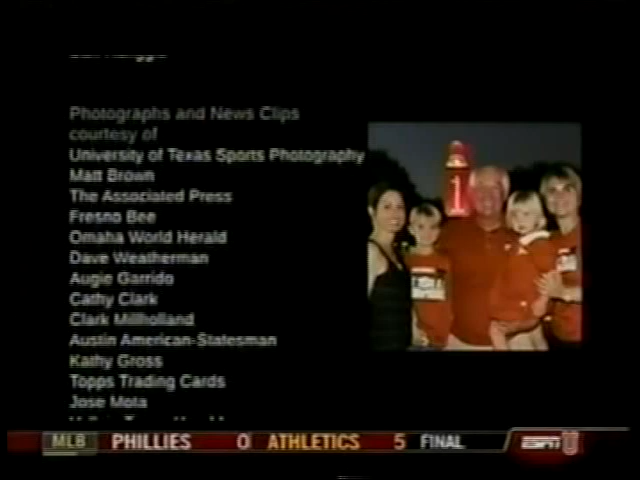 Photographs and News Clips
courtesy of
University of Texas Sports Photography
Matt Brown
The Associated Press
Fresno Bee
Omaha World Herald
Dave Weatherman
Augie Garrido
Cathy Clark
Clark Millholland
Austin American-Statesman
Kathy Gross
Topps Trading Cards
Jose Mota
1
MLB PHILLIES 0 ATHLETICS 5 FINAL ESPNU